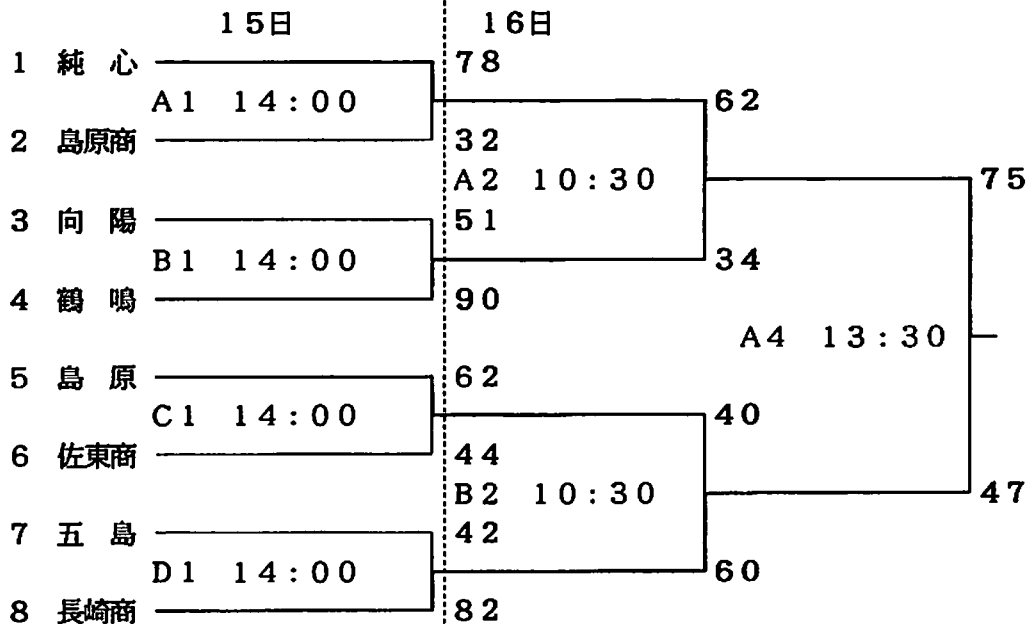 15日 16日
1 純心 78
A1 14:00 62
2 島原商 32
A2 10:30 75
3 向陽 51
B1 14:00 34
4 鶴鳴 90
A4 13:30
5 島原 62
C1 14:00 40
6 佐東商 44
B2 10:30 47
7 五島 42
D1 14:00 60
8 長崎商 82